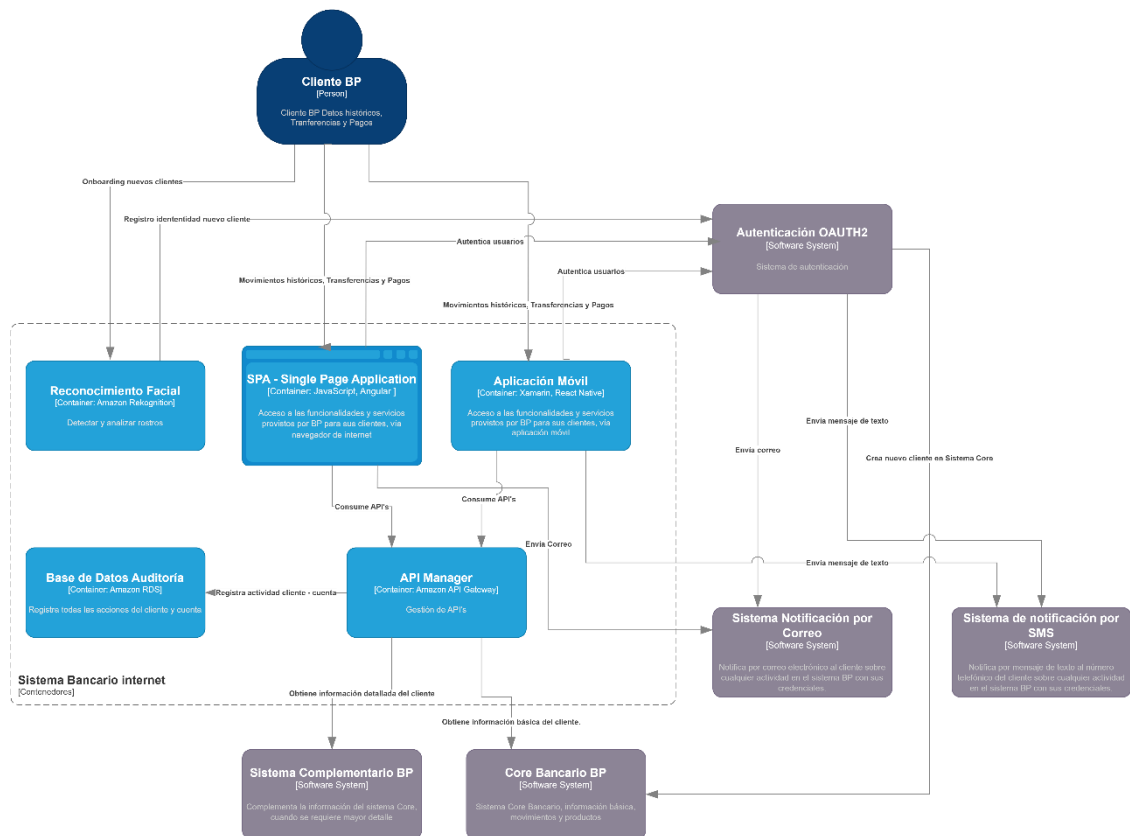 Cliente BP
[Person]
Cliente BP Datos históricos,
Tranferencias y Pagos
Onboarding nuevos clientes
Registro idententidad nuevo cliente
Autentica usuarios
Autentica usuarios
Autenticación OAUTH2
[Software System]
Sistema de autenticación
Movimientos históricos, Transferencias y Pagos
Movimientos históricos, Transferencias y Pagos
Reconocimiento Facial
[Container: Amazon Rekognition]
Detectar y analizar rostros
SPA - Single Page Application
[Container: JavaScript, Angular ]
Acceso a las funcionalidades y servicios
provistos por BP para sus clientes, vía
navegador de internet
Aplicación Móvil
[Container: Xamarin, React Native]
Acceso a las funcionalidades y servicios
provistos por BP para sus clientes, vía
aplicación móvil
Envía mensaje de texto
Envía correo
Crea nuevo cliente en Sistema Core
Consume API's
Consume API's
Envía Correo
Envía mensaje de texto
Base de Datos Auditoría
[Container: Amazon RDS]
Registra todas las acciones del cliente y cuenta
Registra actividad cliente - cuenta
API Manager
[Container: Amazon API Gateway]
Gestión de API's
Sistema Notificación por
Correo
[Software System]
Notifica por correo electrónico al cliente sobre
cualquier actividad en el sistema BP con sus
credenciales.
Sistema de notificación por
SMS
[Software System]
Notifica por mensaje de texto al número
telefónico del cliente sobre cualquier actividad
en el sistema BP con sus credenciales.
Sistema Bancario internet
[Contenedores]
Obtiene información detallada del cliente
Obtiene información básica del cliente.
Sistema Complementario BP
[Software System]
Complementa la información del sistema Core,
cuando se requiere mayor detalle
Core Bancario BP
[Software System]
Sistema Core Bancario, información básica,
movimientos y productos